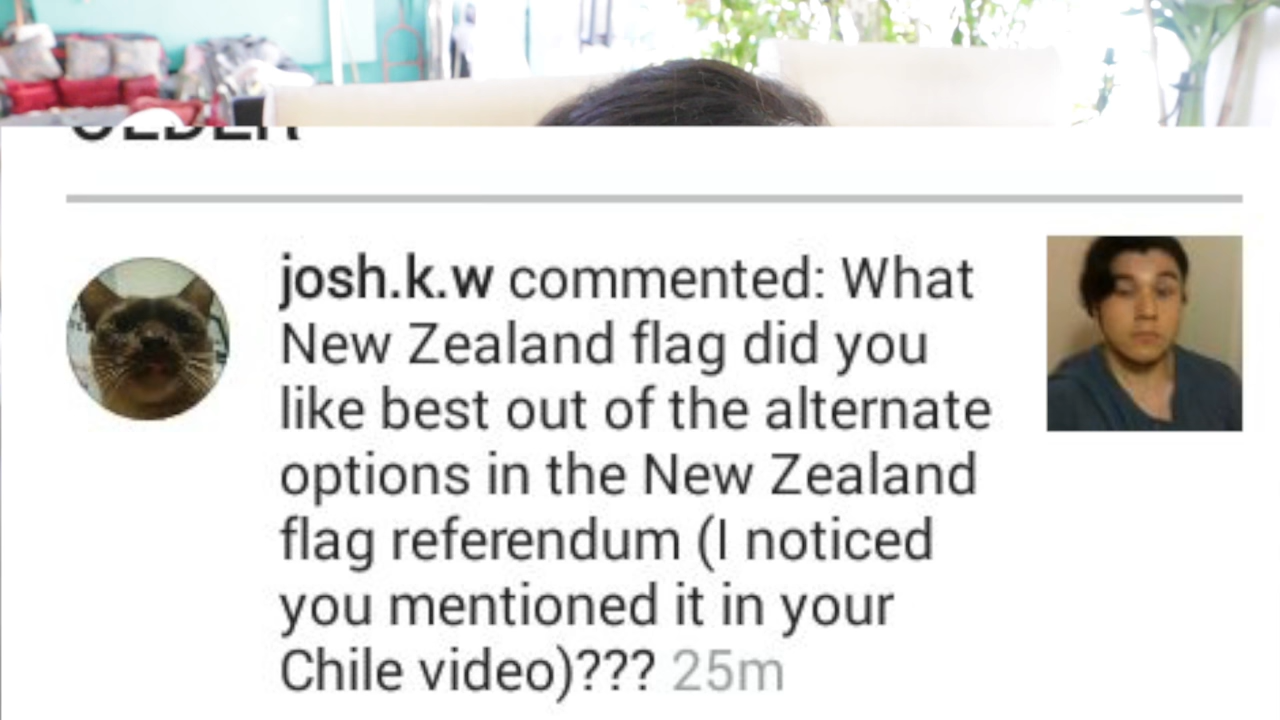 josh.k.w commented: What
New Zealand flag did you
like best out of the alternate
options in the New Zealand
flag referendum (I noticed
you mentioned it in your
Chile video)??? 25m